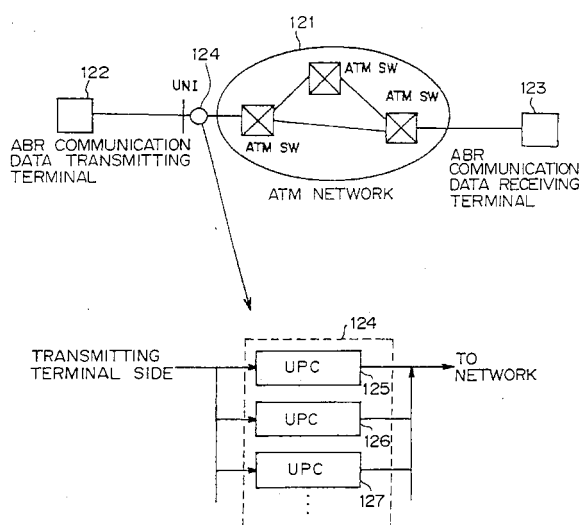 121
122
124
UNI
ATM SW
ATM SW
ATM SW
123
ABR COMMUNICATION
DATA TRANSMITTING
TERMINAL
ATM NETWORK
ABR
COMMUNICATION
DATA RECEIVING
TERMINAL
124
TRANSMITTING
TERMINAL SIDE
UPC
125
TO
NETWORK
UPC
126
UPC
127